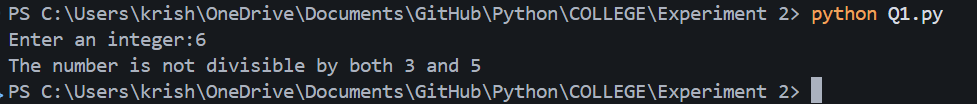 PS C:\Users\krish\OneDrive\Documents\GitHub\Python\COLLEGE\Experiment 2> python Q1.py
Enter an integer:6
The number is not divisible by both 3 and 5
PS C:\Users\krish\OneDrive\Documents\GitHub\Python\COLLEGE\Experiment 2>